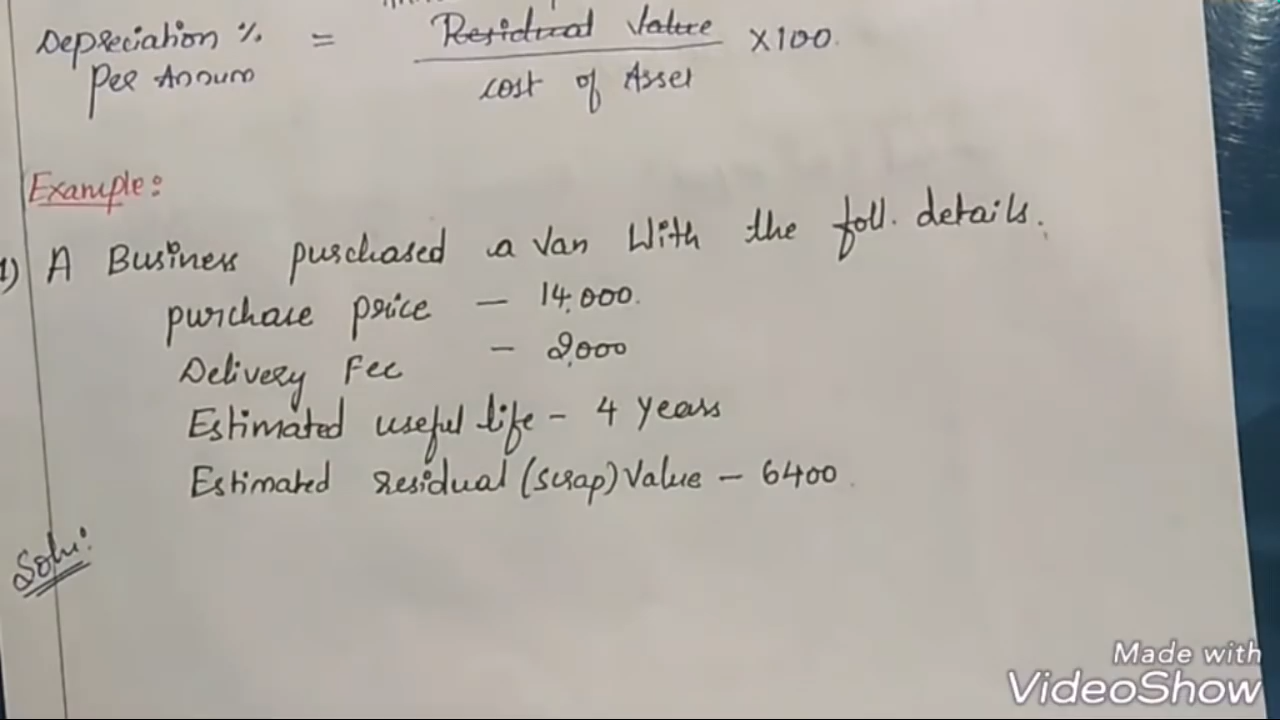 Depreciation % = Residual Value X100.
Per Annum cost of Asset
Example:
1) A Business purchased a Van With the foll. details.
purchase price – 14,000.
Delivery Fee – 2,000
Estimated useful life – 4 years
Estimated residual (scrap) Value – 6400.
Soln:
Made with
VideoShow